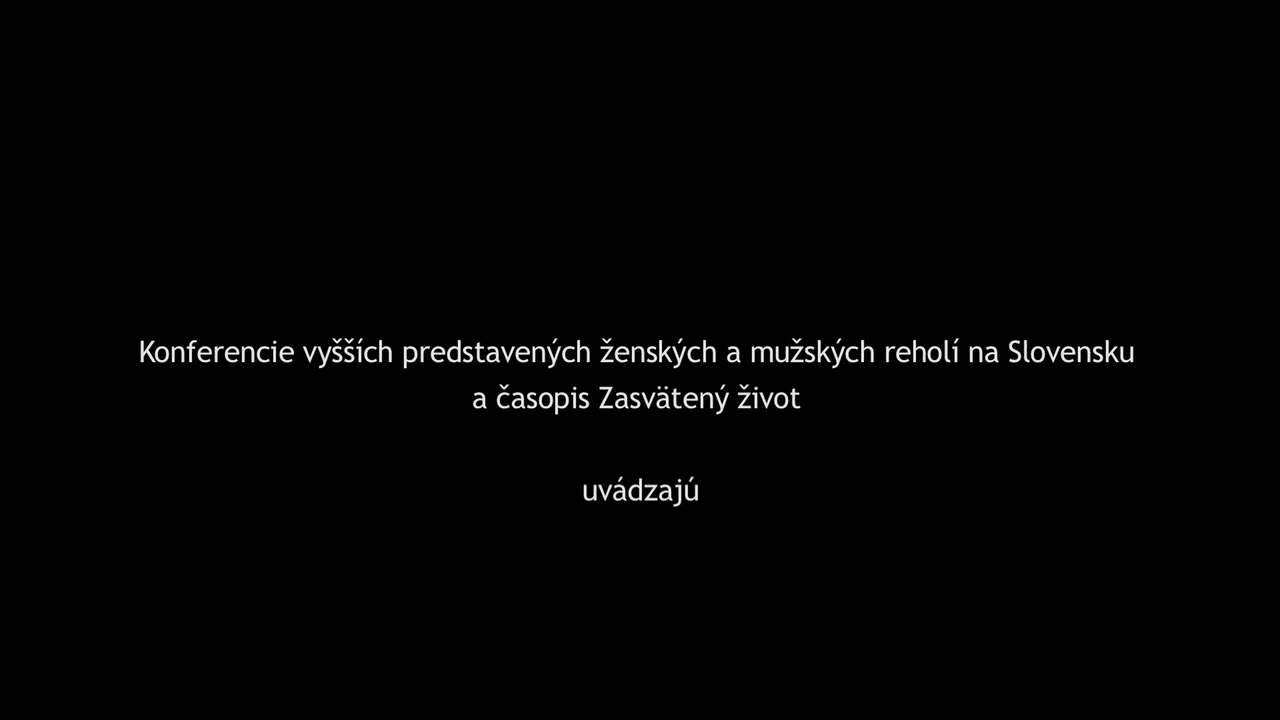 Konferencie vyšších predstavených ženských a mužských reholí na Slovensku
a časopis Zasvätený život
uvádzajú